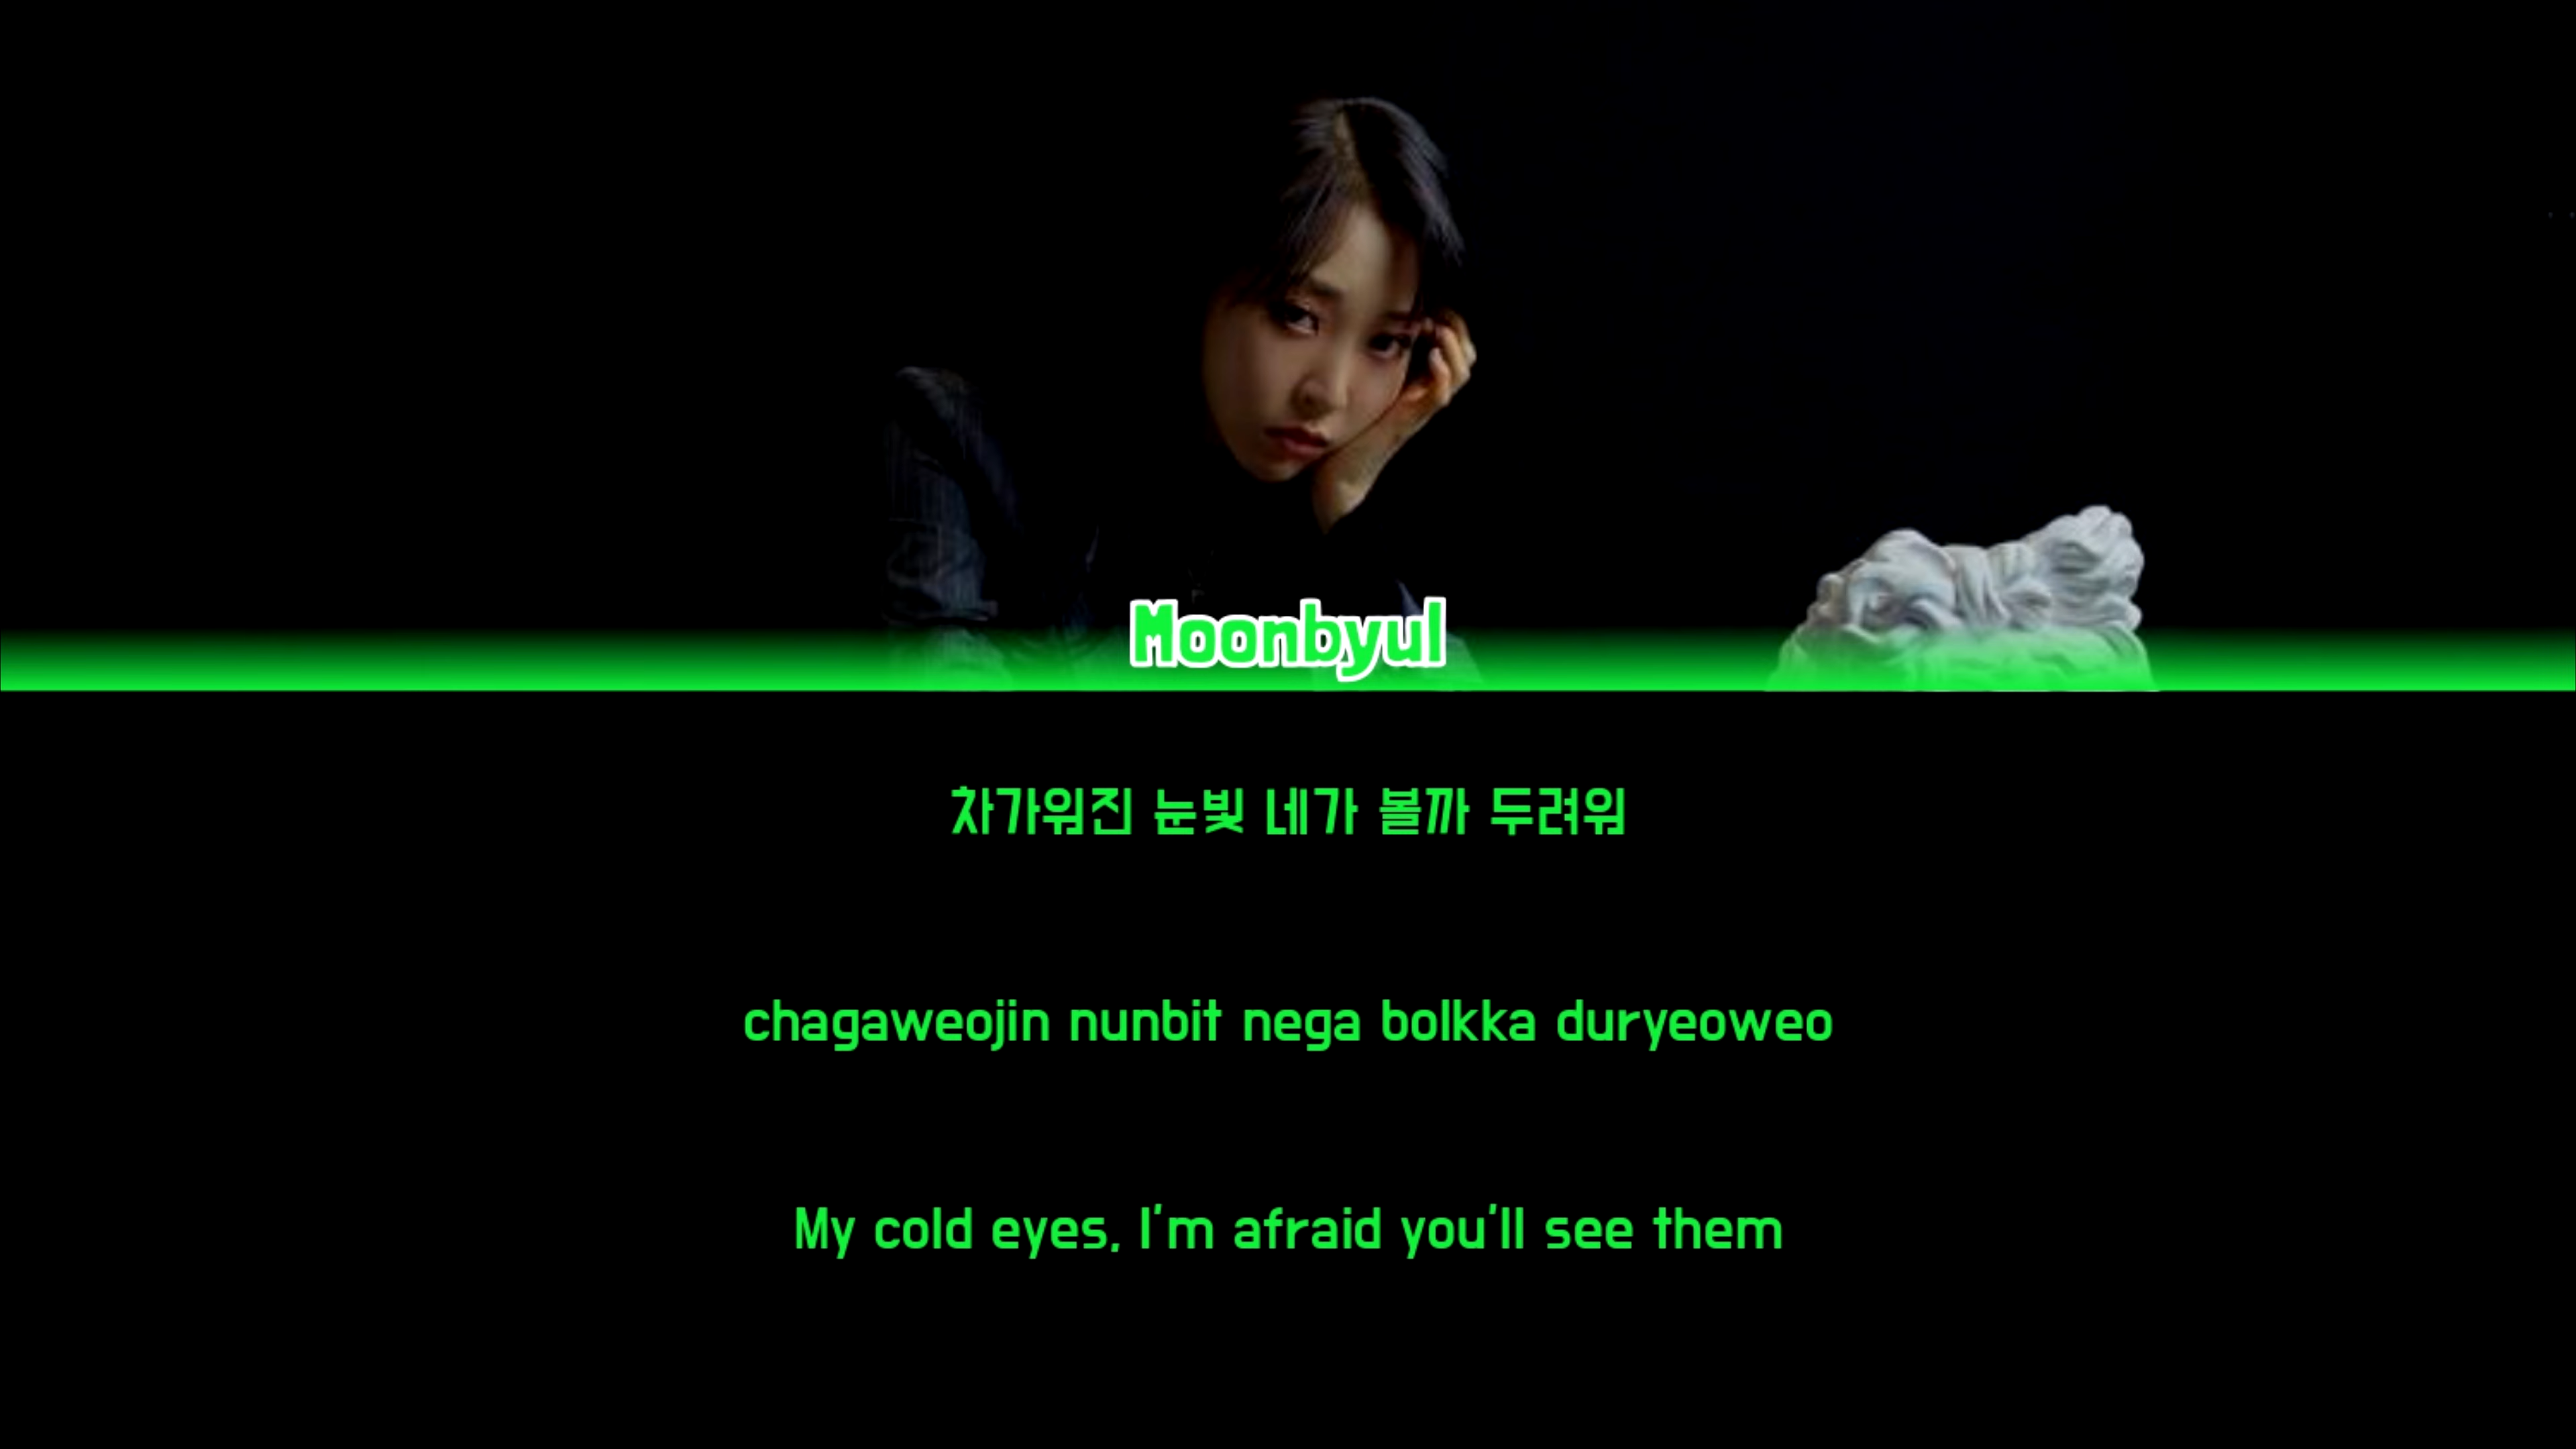 Moonbyul
차가워진 눈빛 네가 볼까 두려워
chagaweojin nunbit nega bolkka duryeoweo
My cold eyes, I'm afraid you'll see them